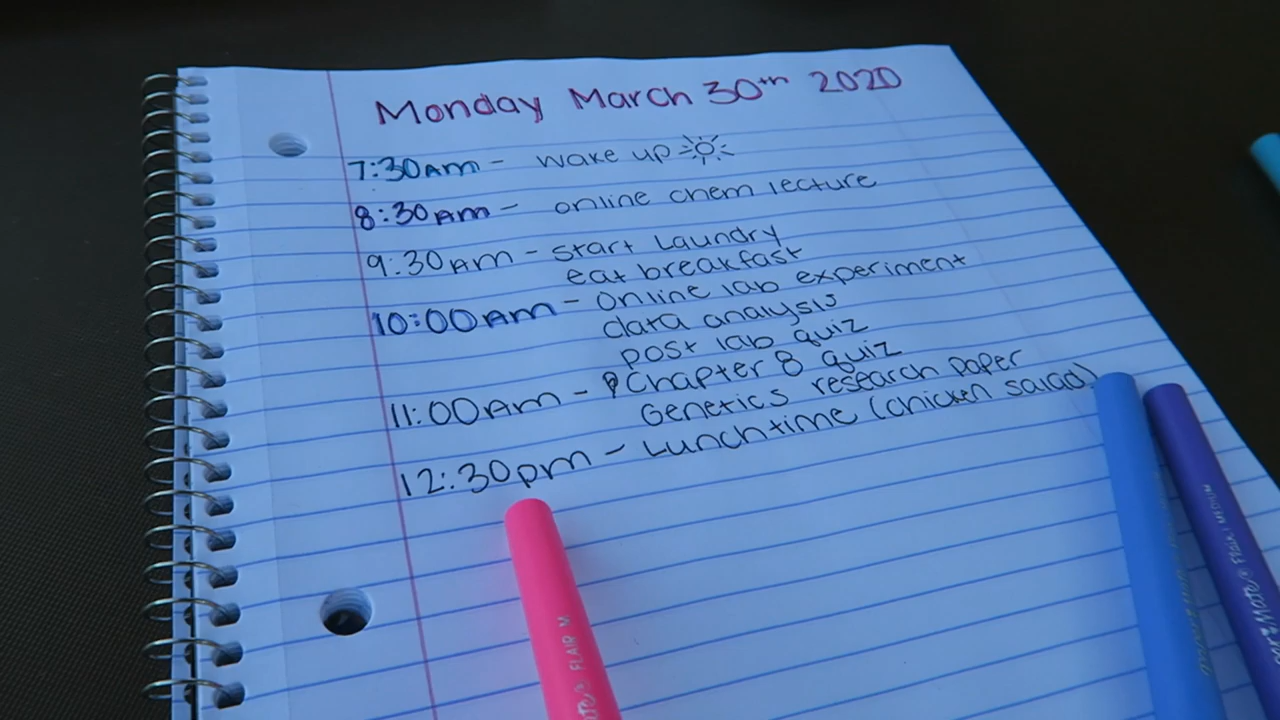 Monday March 30th 2020
7:30am - wake up
8:30am - online chem lecture
9:30am - start laundry
eat breakfast
10:00am - online lab experiment
data analysis
post lab quiz
11:00am - Chapter 8 quiz
Genetics research paper
12:30pm - Lunchtime (chicken salad)
Mate FLAIR M
Mate FLAIR MEDIUM